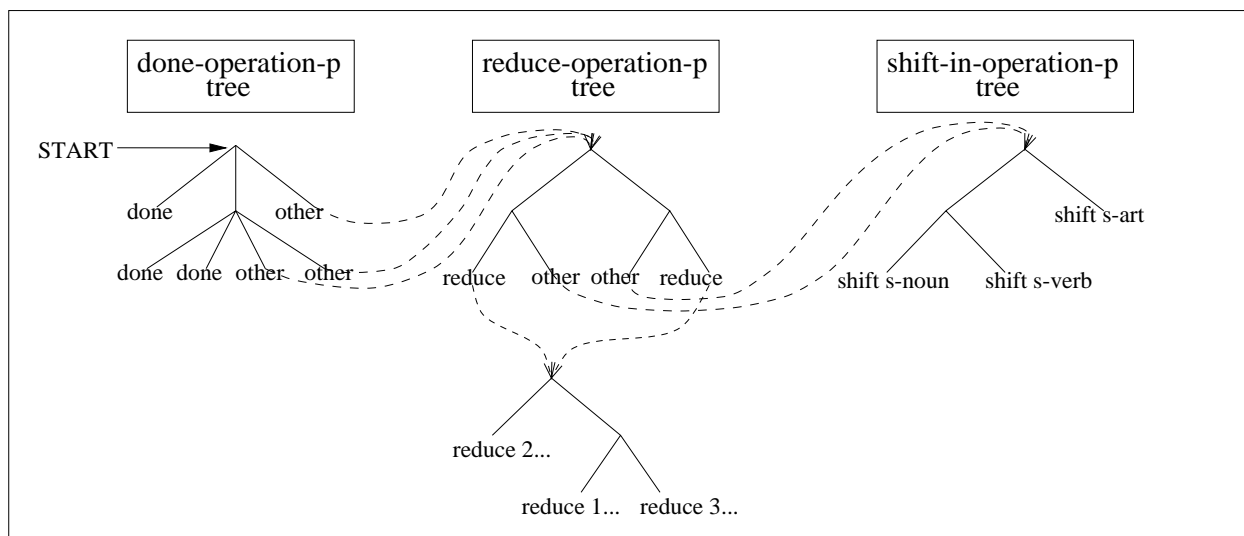 done-operation-p
tree
reduce-operation-p
tree
shift-in-operation-p
tree
START
done
other
shift s-art
done
done
other
other
reduce
other
other
reduce
shift s-noun
shift s-verb
reduce 2...
reduce 1...
reduce 3...